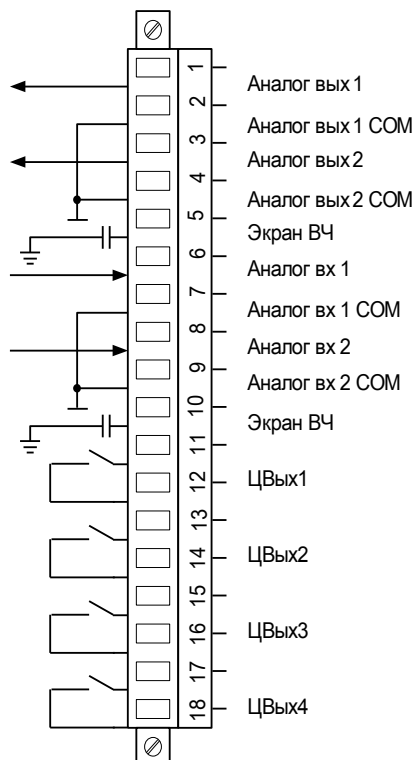 1
Аналог вых 1
2
Аналог вых 1 COM
3
Аналог вых 2
4
Аналог вых 2 COM
5
Экран ВЧ
6
Аналог вх 1
7
Аналог вх 1 COM
8
Аналог вх 2
9
Аналог вх 2 COM
10
Экран ВЧ
11
ЦВых1
12
13
ЦВых2
14
15
ЦВых3
16
17
ЦВых4
18